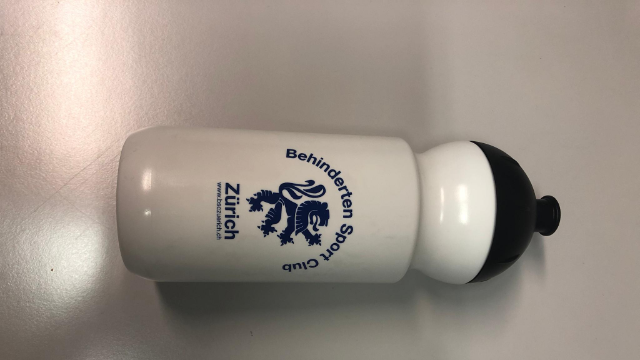 Behinderten Sport Club
Zürich
www.bsczuerich.ch